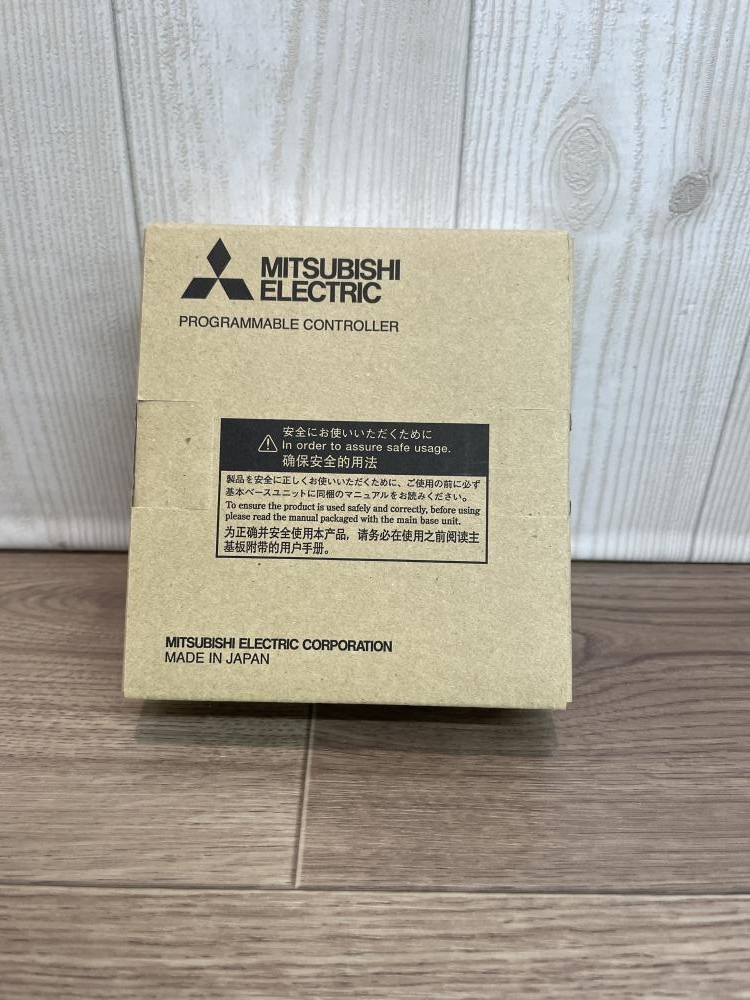 MITSUBISHI
ELECTRIC
PROGRAMMABLE CONTROLLER
安全にお使いいただくために
In order to assure safe usage.
确保安全的用法
製品を安全に正しくお使いいただくために、ご使用の前に必ず
基本ベースユニットに同梱のマニュアルをお読みください。
To ensure the product is used safely and correctly, before using
please read the manual packaged with the main base unit.
为正确并安全使用本产品，请务必在使用之前阅读主
基板附带的用户手册。
MITSUBISHI ELECTRIC CORPORATION
MADE IN JAPAN